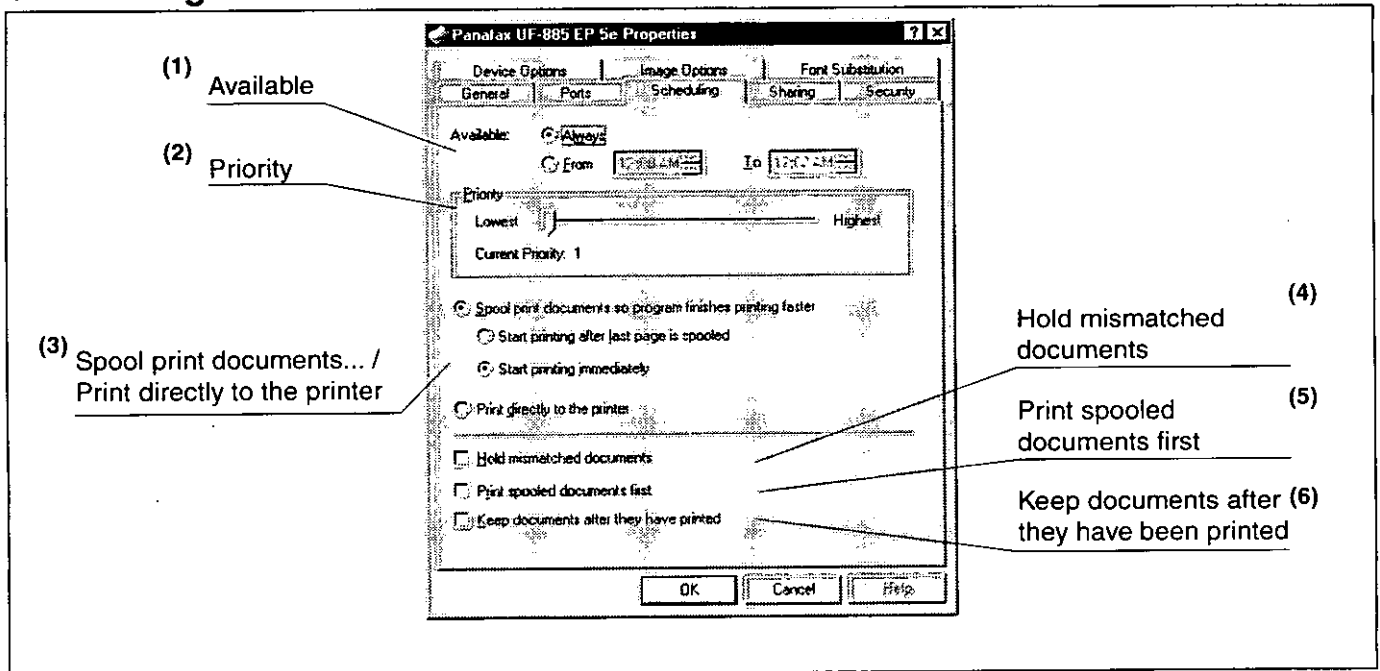 Panafax UF-885 EP 5e Properties
Device Options Image Options Font Substitution
General Ports Scheduling Sharing Security
(1) Available
(2) Priority
(3) Spool print documents... /
Print directly to the printer
Available: Always
From To
Priority
Lowest Highest
Current Priority: 1
Spool print documents so program finishes printing faster
Start printing after last page is spooled
Start printing immediately
Print directly to the printer
Hold mismatched documents
Print spooled documents first
Keep documents after they have printed
OK Cancel Help
(4)
Hold mismatched
documents
Print spooled (5)
documents first
Keep documents after (6)
they have been printed